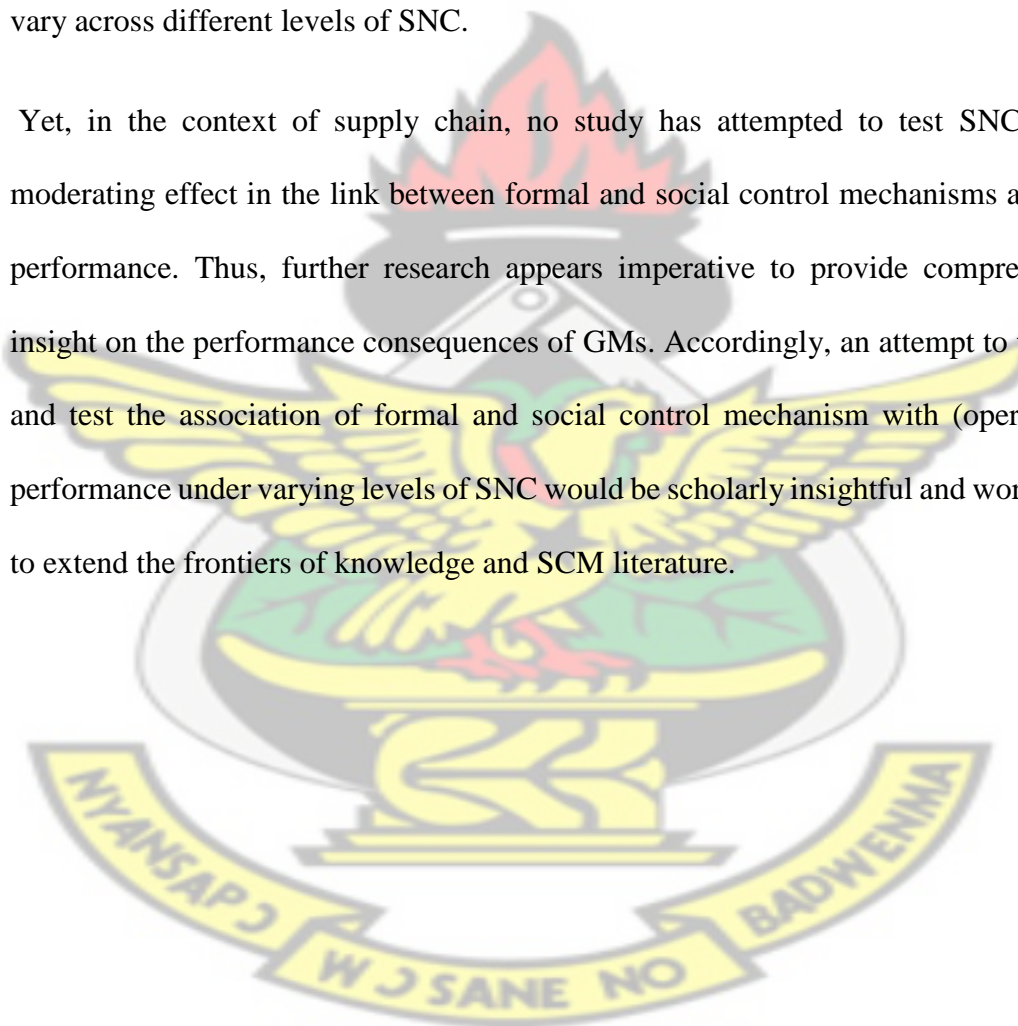 vary across different levels of SNC.
Yet, in the context of supply chain, no study has attempted to test SNC
moderating effect in the link between formal and social control mechanisms a
performance. Thus, further research appears imperative to provide compre
insight on the performance consequences of GMs. Accordingly, an attempt to
and test the association of formal and social control mechanism with (oper
performance under varying levels of SNC would be scholarly insightful and wor
to extend the frontiers of knowledge and SCM literature.
NYANSAPƆ
WƆ SANE NO
BADWENMA